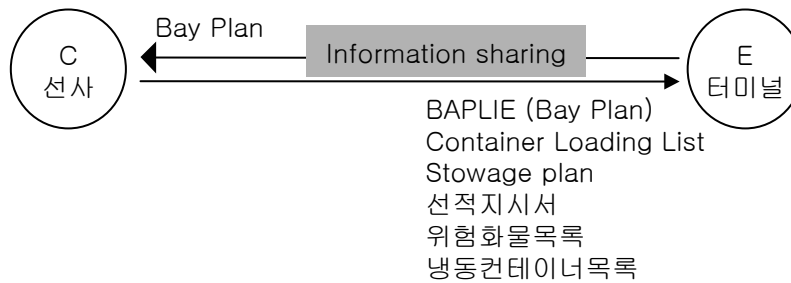 Bay Plan
Information sharing
C
선사
E
터미널
BAPLIE (Bay Plan)
Container Loading List
Stowage plan
선적지시서
위험화물목록
냉동컨테이너목록